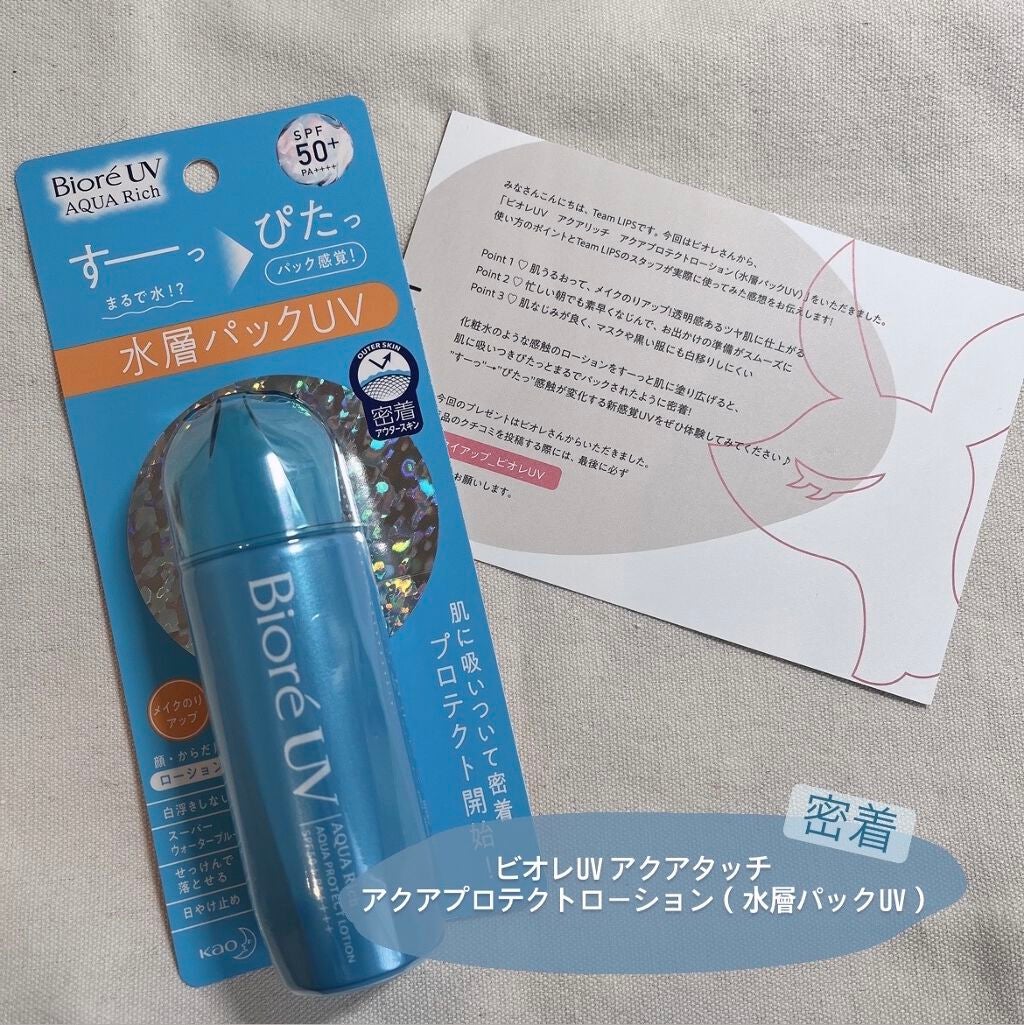 Bioré UV
AQUA Rich
SPF
50+
PA++++
すーっ
ぴたっ
まるで水!?
パック感覚!
水層パックUV
OUTER SKIN
密着
アウタースキン
Bioré UV
AQUA Rich
AQUA PROTECT LOTION
肌に吸いついて密着
プロテクト開始
メイクのり
アップ
顔・からだ
ローション
白浮きしない
スーパー
ウォータープルーフ
せっけんで
落とせる
日やけ止め
Kao
みなさんこんにちは、Team LIPSです。今回はビオレさんから、
「ビオレUV アクアリッチ アクアプロテクトローション(水層パックUV)」をいただきました。
使い方のポイントとTeam LIPSのスタッフが実際に使ってみた感想をお伝えします!
Point 1 ♡ 肌うるおって、メイクのりアップ!透明感あるツヤ肌に仕上がる
Point 2 ♡ 忙しい朝でも素早くなじんで、お出かけの準備がスムーズに
Point 3 ♡ 肌なじみが良く、マスクや黒い服にも白移りしにくい
化粧水のような感触のローションをすーっと肌に塗り広げると、
肌に吸いつきぴたっとまるでパックされたように密着!
"すーっ"→"ぴたっ"感触が変化する新感覚UVをぜひ体験してみてください♪
今回のプレゼントはビオレさんからいただきました。
品のクチコミを投稿する際には、最後に必ず
イアップ_ビオレUV
お願いします。
密着
ビオレUV アクアタッチ
アクアプロテクトローション ( 水層パックUV )